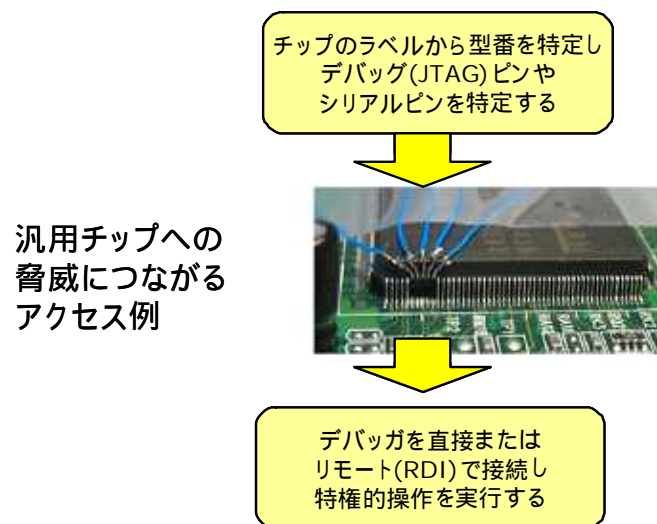 チップのラベルから型番を特定し
デバッグ(JTAG)ピンや
シリアルピンを特定する
汎用チップへの
脅威につながる
アクセス例
TP2
デバッガを直接または
リモート(RDI)で接続し
特権的操作を実行する